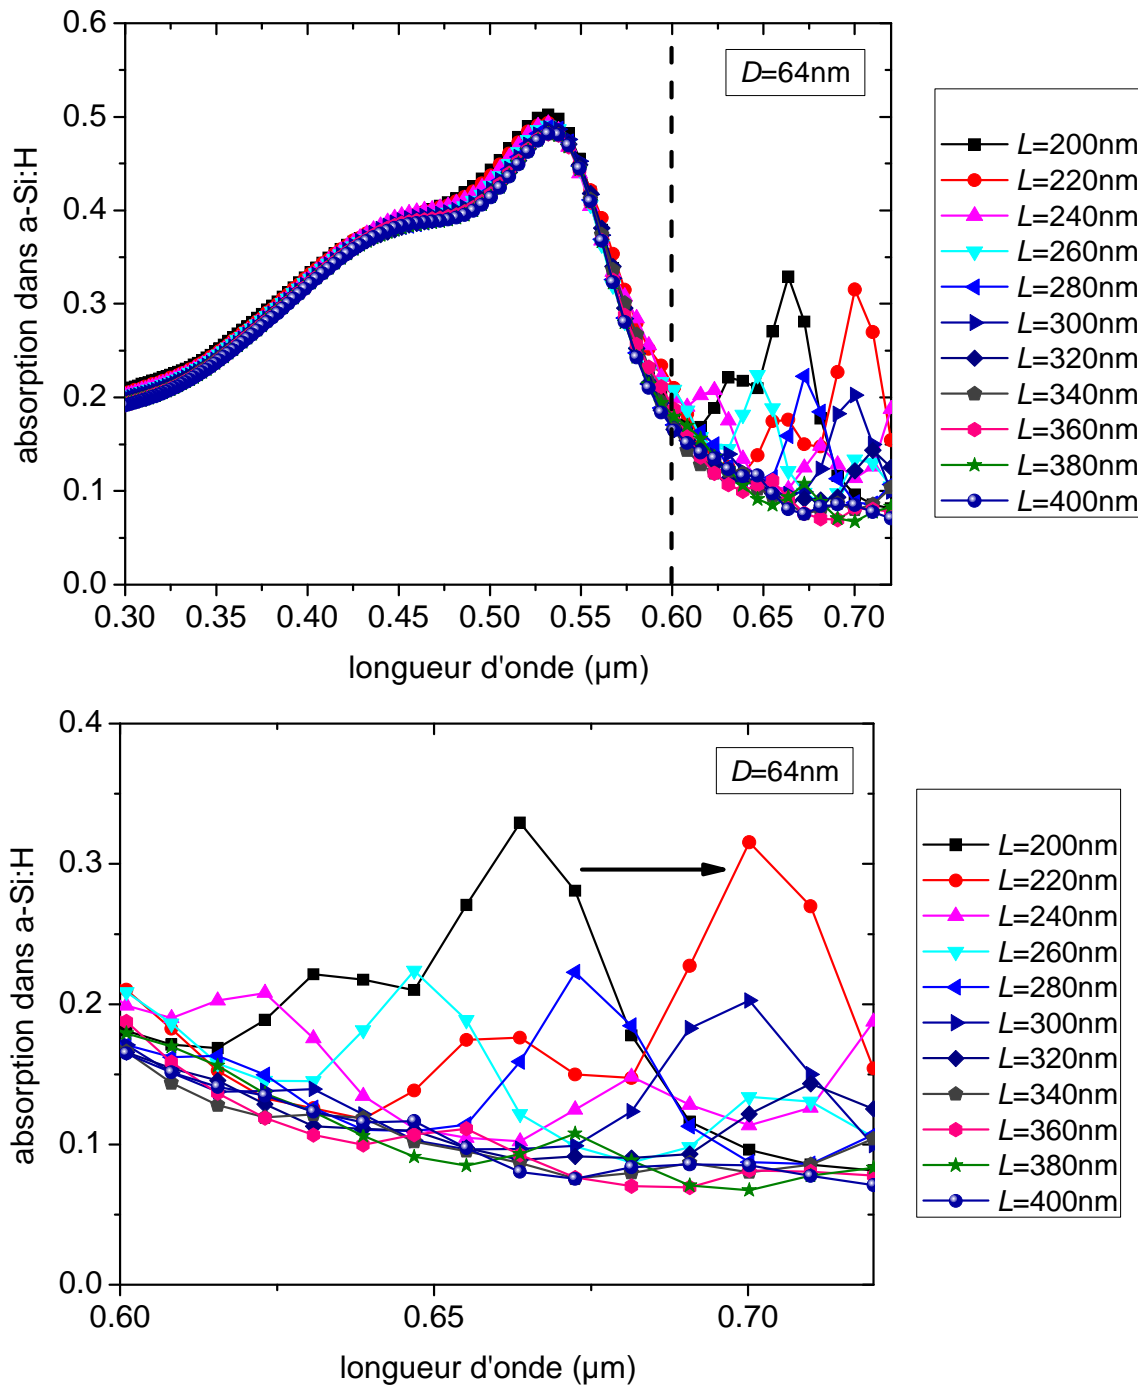 0.6
0.5
0.4
0.3
0.2
0.1
0.0
absorption dans a-Si:H
D=64nm
0.30 0.35 0.40 0.45 0.50 0.55 0.60 0.65 0.70
longueur d'onde (µm)
L=200nm
L=220nm
L=240nm
L=260nm
L=280nm
L=300nm
L=320nm
L=340nm
L=360nm
L=380nm
L=400nm
0.4
0.3
0.2
0.1
0.0
absorption dans a-Si:H
D=64nm
0.60 0.65 0.70
longueur d'onde (µm)
L=200nm
L=220nm
L=240nm
L=260nm
L=280nm
L=300nm
L=320nm
L=340nm
L=360nm
L=380nm
L=400nm